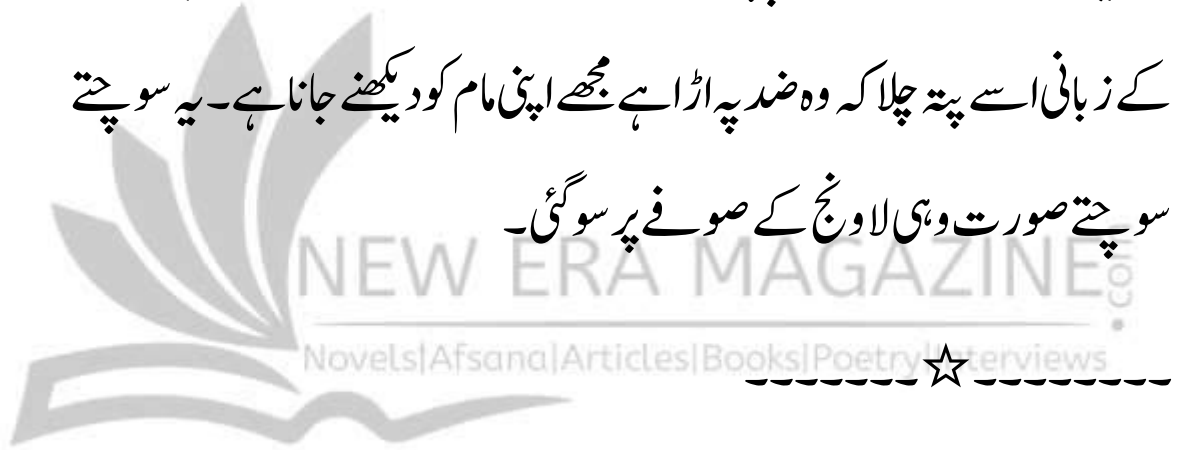 کے زبانی اسے پتہ چلا کہ وہ ضد پہ اڑا ہے مجھے اپنی مام کو دیکھنے جانا ہے۔ یہ سوچتے
سوچتے صورت وہی لاونج کے صوفے پر سو گئی۔
NEW ERA MAGAZINE.com
Novels|Afsana|Articles|Books|Poetry|Interviews
-------☆--------